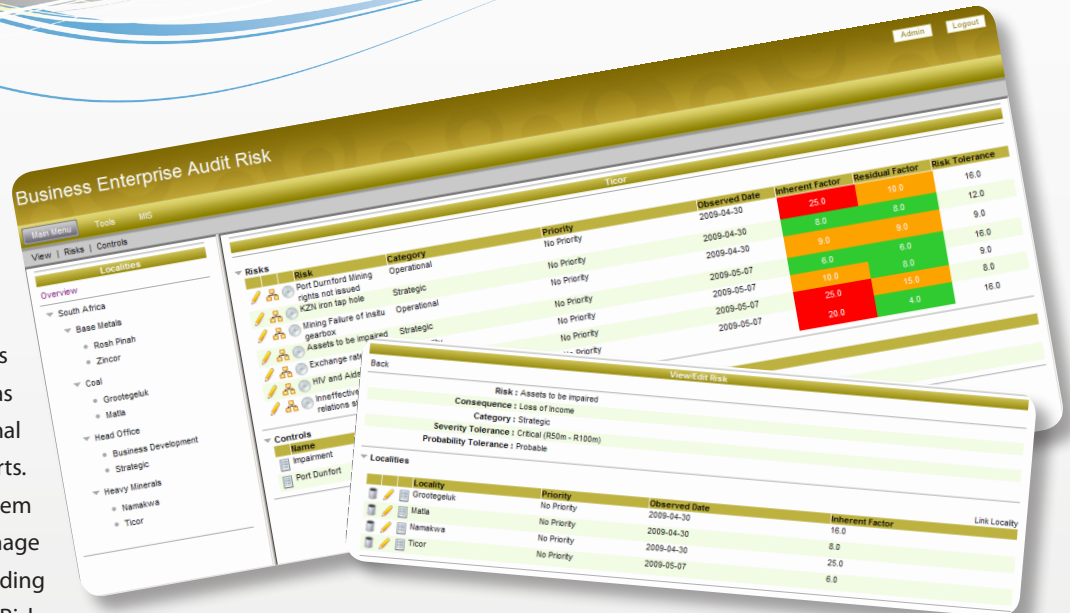 Admin
Logout
Business Enterprise Audit Risk
Main Menu Tools MIS
View | Risks | Controls
Localities
Overview
South Africa
Base Metals
Rosh Pinah
Zincor
Coal
Grootegeluk
Matla
Head Office
Business Development
Strategic
Heavy Minerals
Namakwa
Ticor
Ticor
Risks
Risk Category Priority Observed Date Inherent Factor Residual Factor Risk Tolerance
Port Durnford Mining rights not issued Operational No Priority 2009-04-30 25.0 10.0 16.0
KZN iron tap hole Strategic No Priority 2009-04-30 8.0 8.0 12.0
Mining Failure of insitu gearbox Operational No Priority 2009-04-30 9.0 9.0 9.0
Assets to be impaired Strategic No Priority 2009-05-07 6.0 6.0 16.0
Exchange rate No Priority 2009-05-07 10.0 8.0 9.0
HIV and Aids No Priority 2009-05-07 25.0 15.0 8.0
Inneffective relations 20.0 4.0 16.0
Controls
Name
Impairment
Port Dunfort
View/Edit Risk
Back
Risk : Assets to be impaired
Consequence : Loss of income
Category : Strategic
Severity Tolerance : Critical (R50m - R100m)
Probability Tolerance : Probable
Localities
Link Locality
Locality Priority Observed Date Inherent Factor
Grootegeluk No Priority 2009-04-30 16.0
Matla No Priority 2009-04-30 8.0
Namakwa No Priority 2009-04-30 25.0
Ticor No Priority 2009-05-07 6.0
rts.
em
nage
ding